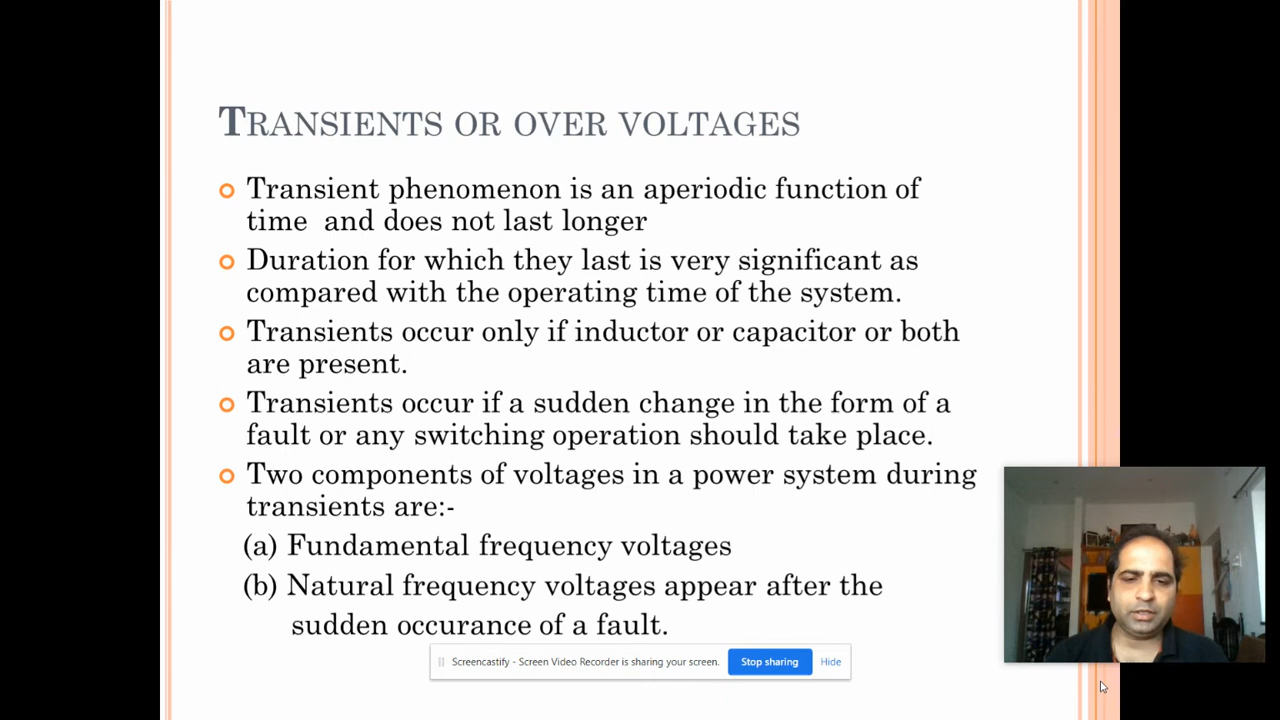 TRANSIENTS OR OVER VOLTAGES
Transient phenomenon is an aperiodic function of
time and does not last longer
Duration for which they last is very significant as
compared with the operating time of the system.
Transients occur only if inductor or capacitor or both
are present.
Transients occur if a sudden change in the form of a
fault or any switching operation should take place.
Two components of voltages in a power system during
transients are:-
(a) Fundamental frequency voltages
(b) Natural frequency voltages appear after the
sudden occurance of a fault.
Screencastify - Screen Video Recorder is sharing your screen. Stop sharing Hide